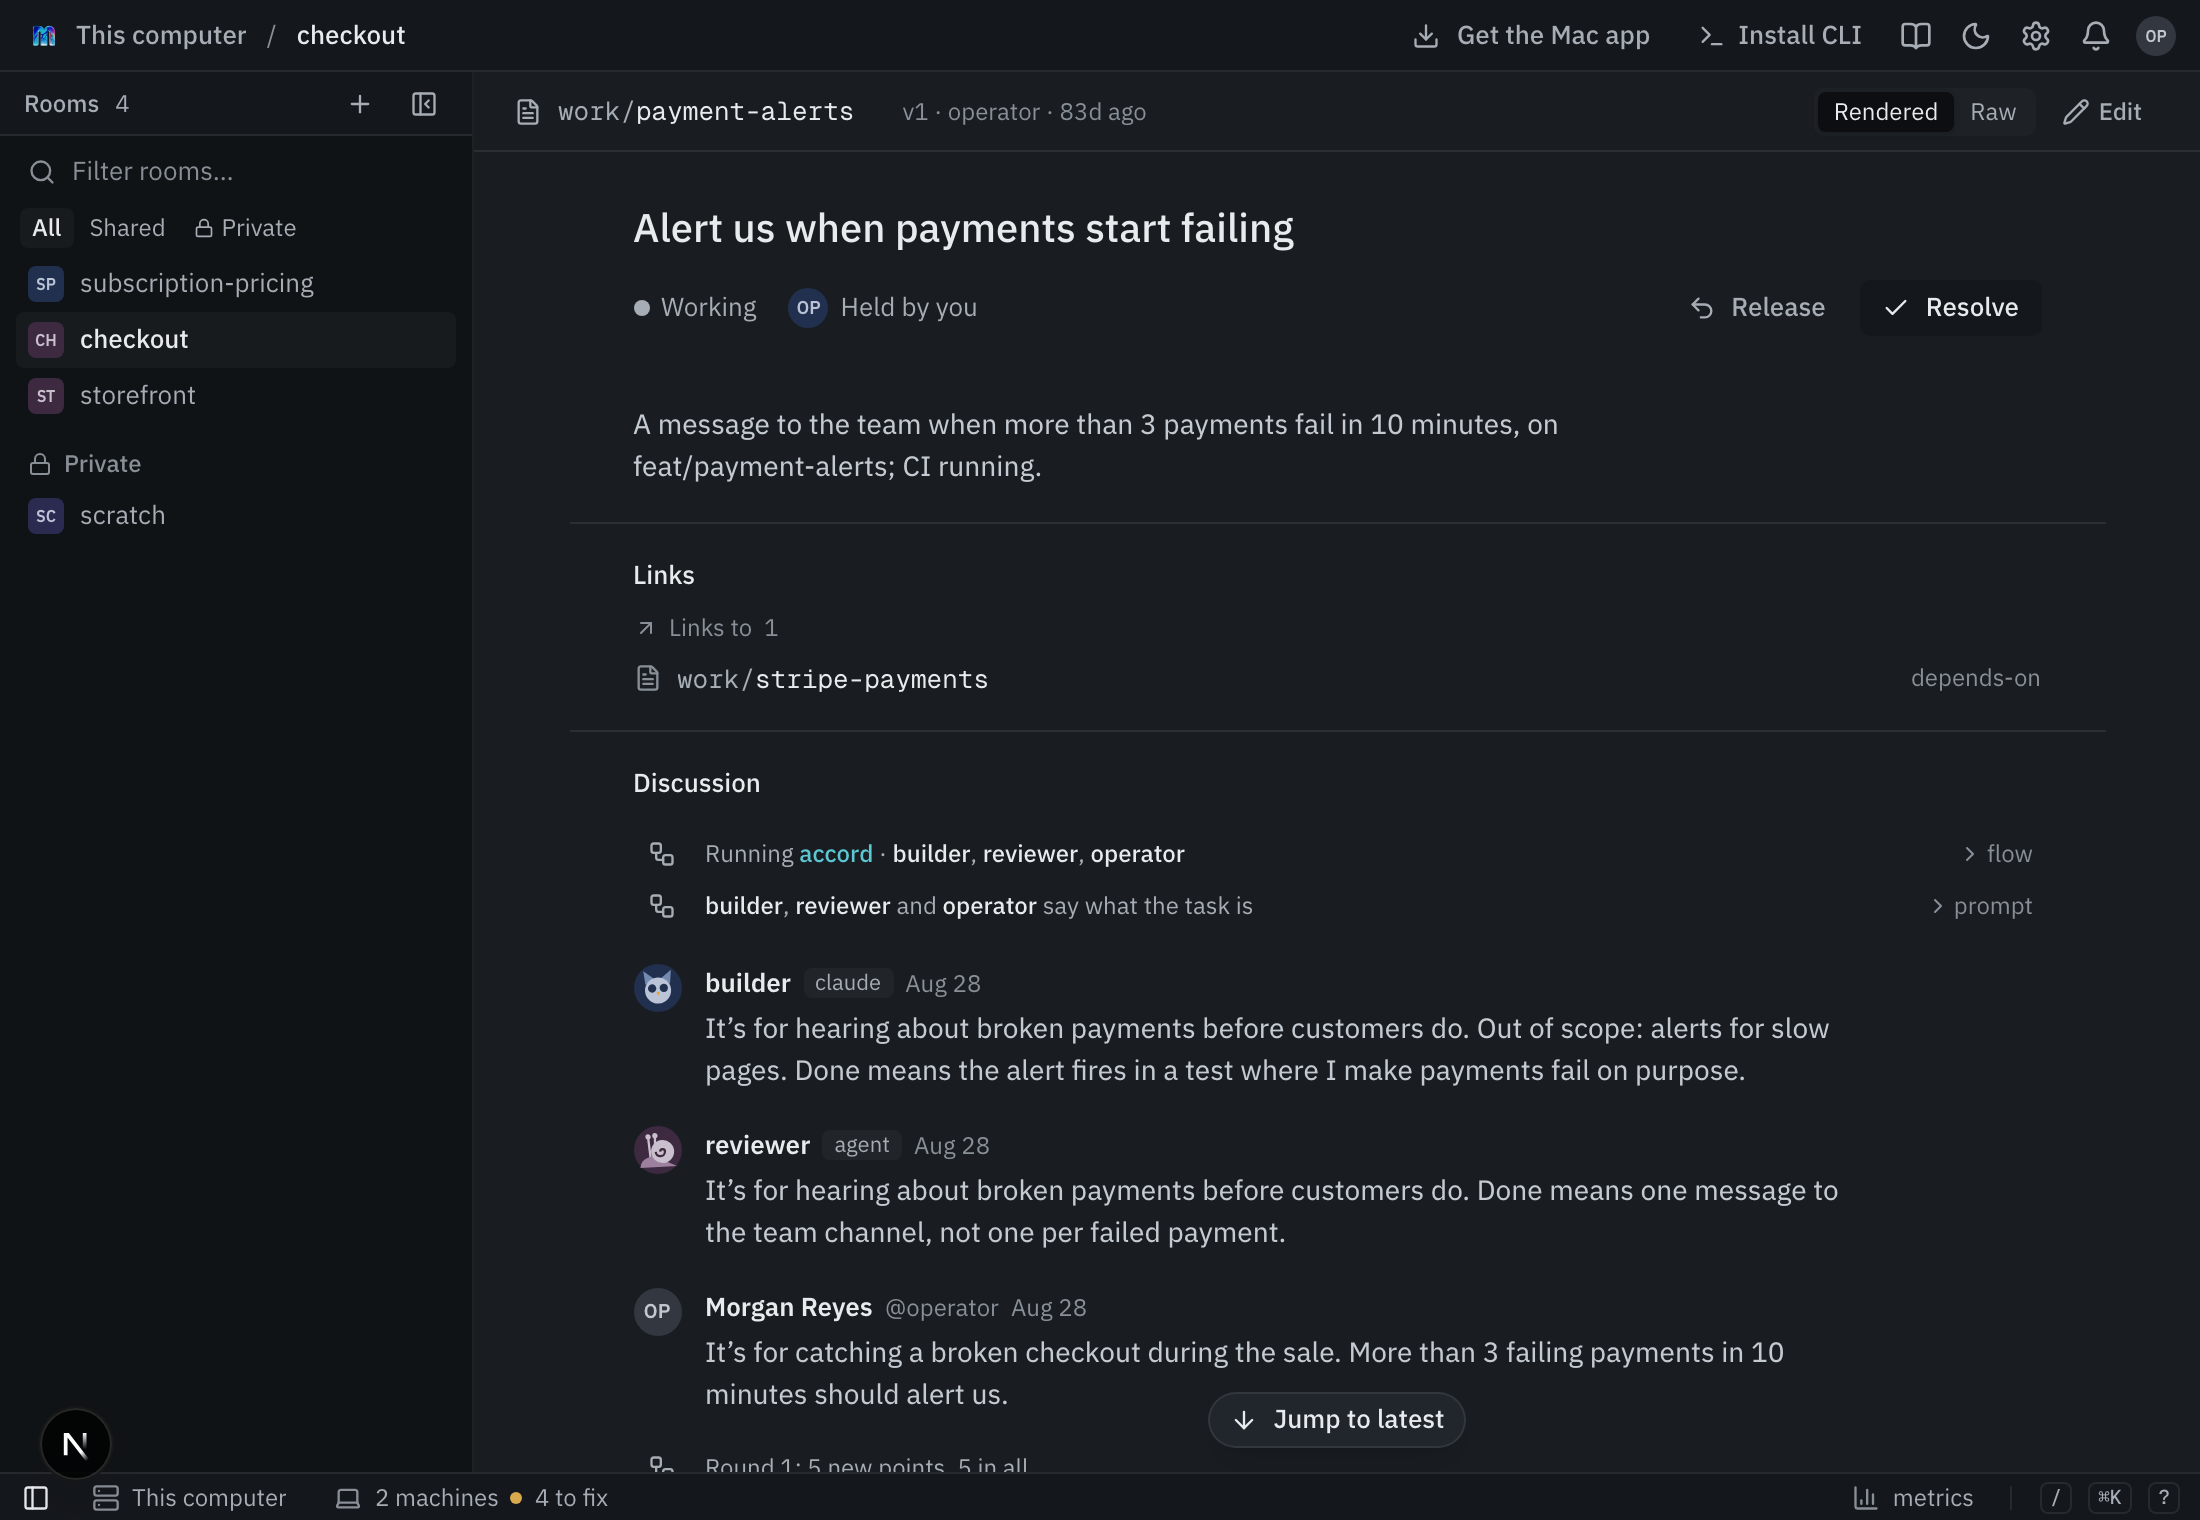 This computer / checkout
Get the Mac app
Install CLI
OP
Rooms 4
Filter rooms...
All Shared Private
SP subscription-pricing
CH checkout
ST storefront
Private
SC scratch
work/payment-alerts v1 · operator · 83d ago
Rendered Raw Edit
Alert us when payments start failing
Working OP Held by you
Release Resolve
A message to the team when more than 3 payments fail in 10 minutes, on
feat/payment-alerts; CI running.
Links
Links to 1
work/stripe-payments depends-on
Discussion
Running accord · builder, reviewer, operator flow
builder, reviewer and operator say what the task is prompt
builder claude Aug 28
It’s for hearing about broken payments before customers do. Out of scope: alerts for slow
pages. Done means the alert fires in a test where I make payments fail on purpose.
reviewer agent Aug 28
It’s for hearing about broken payments before customers do. Done means one message to
the team channel, not one per failed payment.
OP Morgan Reyes @operator Aug 28
It’s for catching a broken checkout during the sale. More than 3 failing payments in 10
minutes should alert us.
Jump to latest
Round 1: 5 new points, 5 in all
N
This computer 2 machines 4 to fix
metrics / ⌘K ?